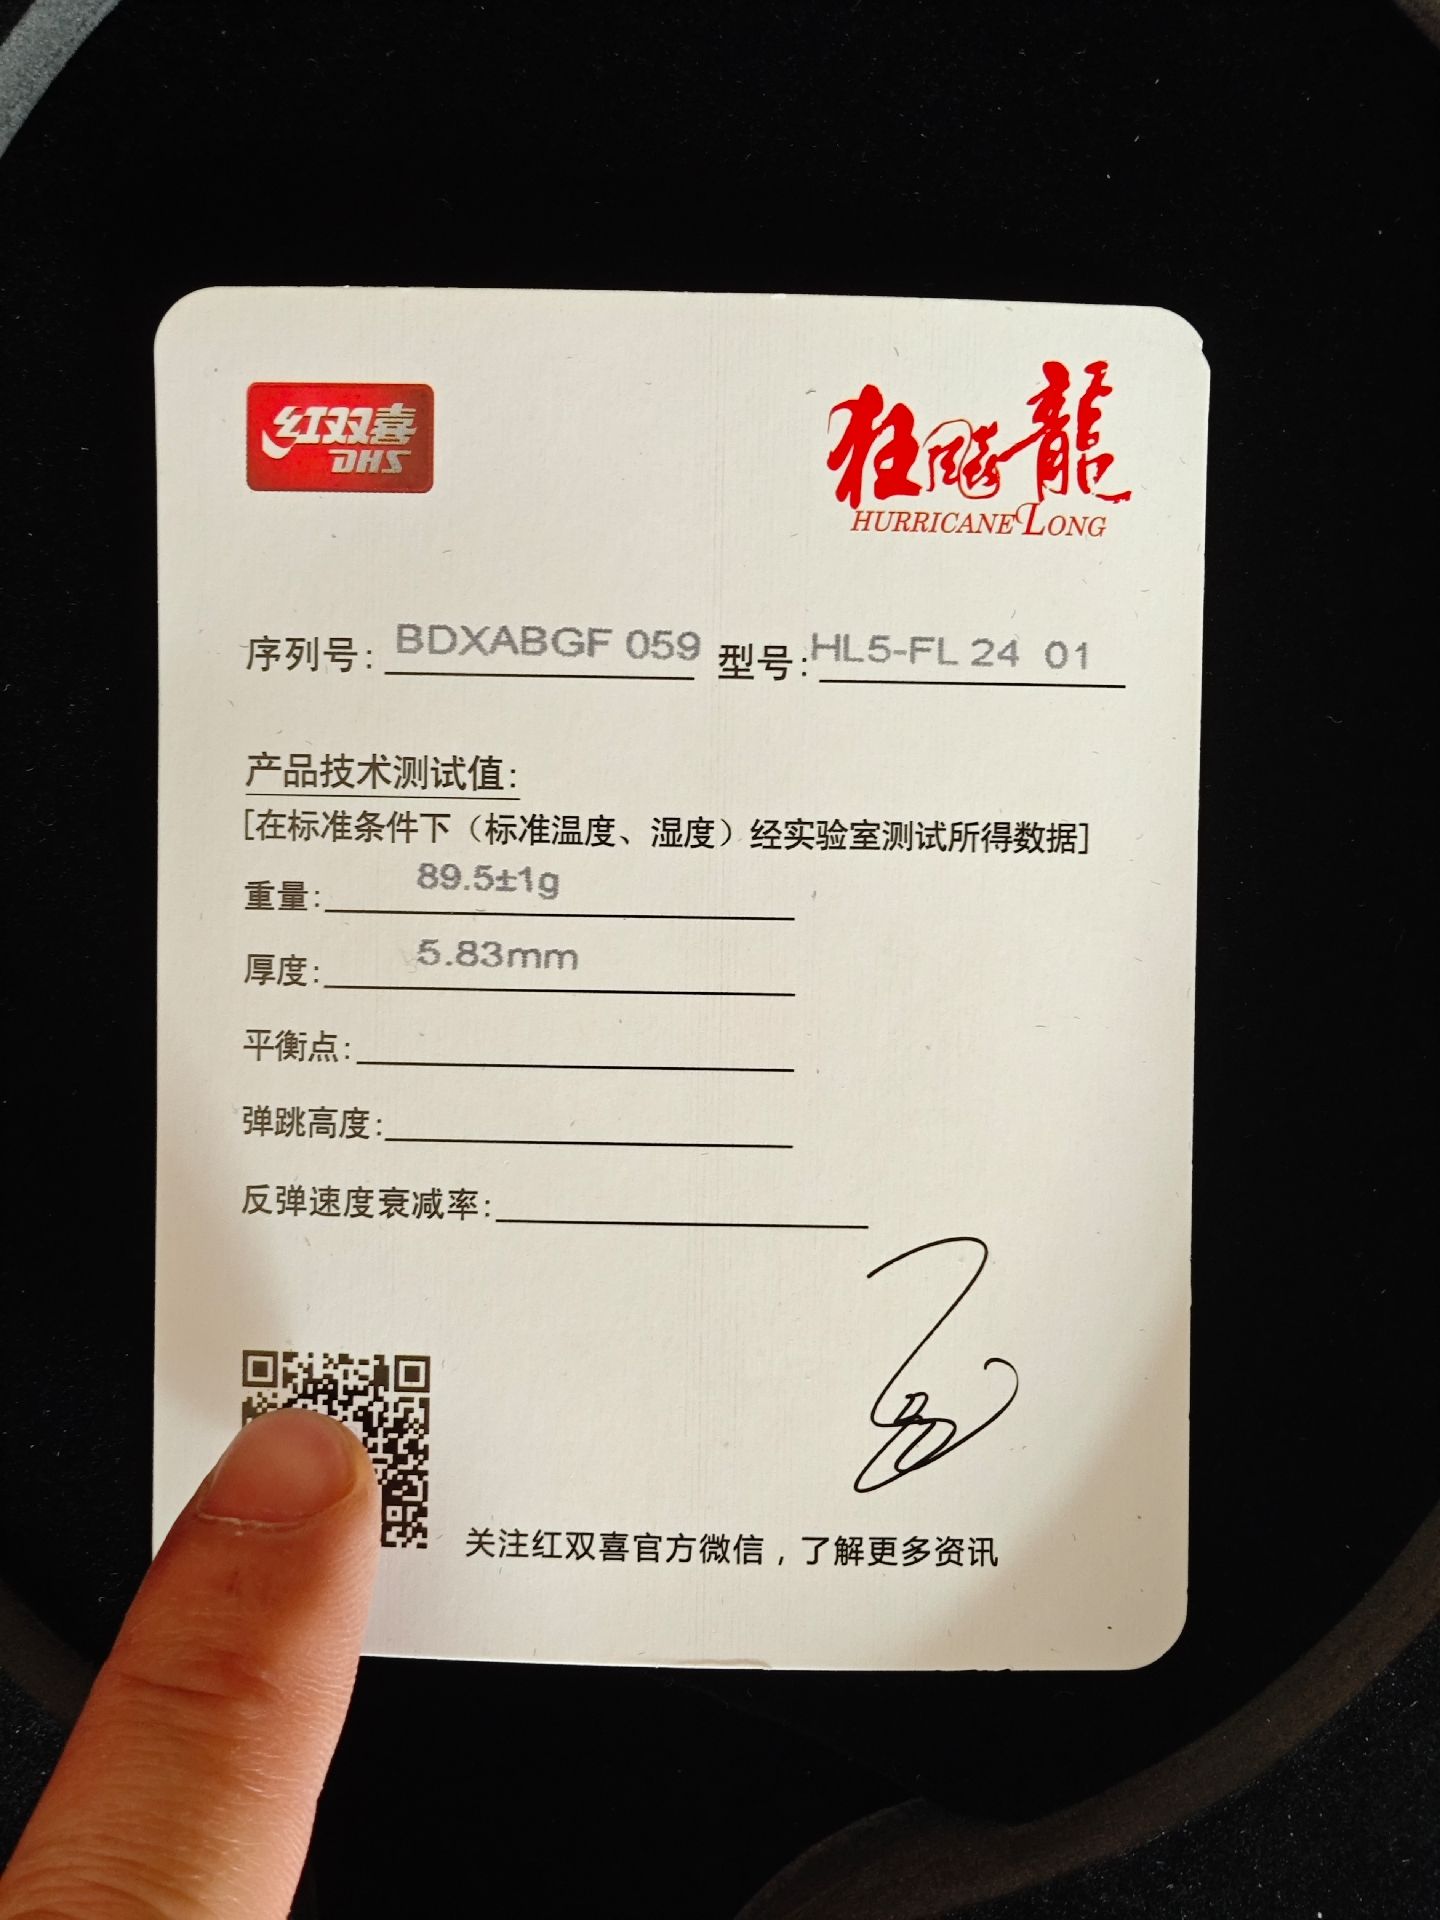 红双喜
DHS
狂飚龍
HURRICANE LONG
序列号: BDXABGF 059 型号: HL5-FL 24 01
产品技术测试值:
[在标准条件下（标准温度、湿度）经实验室测试所得数据]
重量: 89.5±1g
厚度: 5.83mm
平衡点:
弹跳高度:
反弹速度衰减率:
关注红双喜官方微信，了解更多资讯